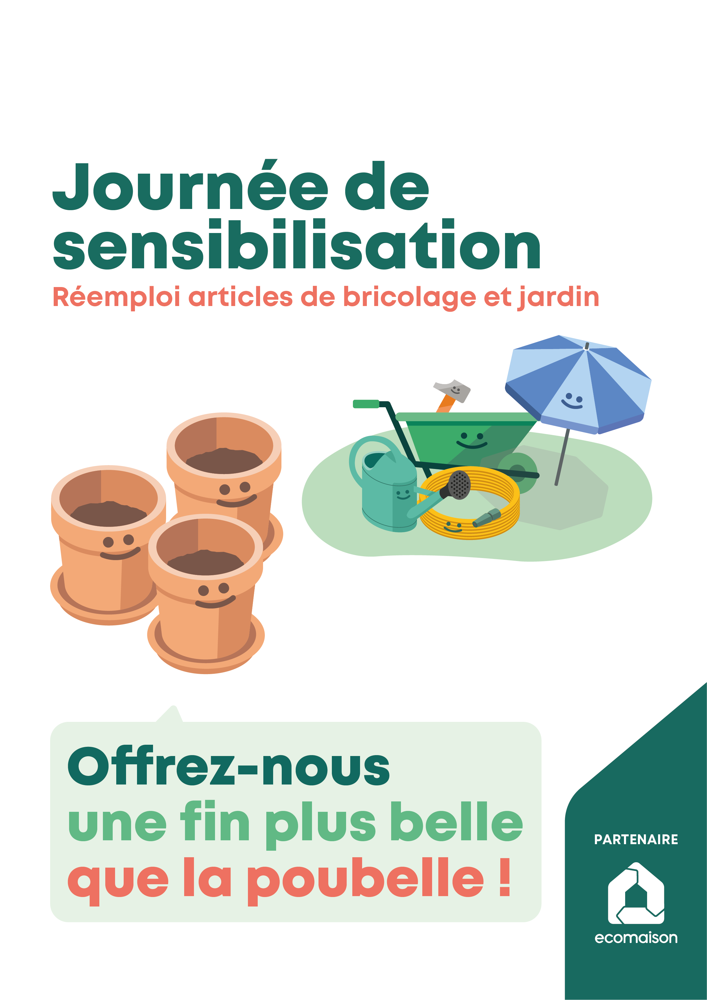 Journée de
sensibilisation
Réemploi articles de bricolage et jardin
Offrez-nous
une fin plus belle
que la poubelle !
PARTENAIRE
ecomaison